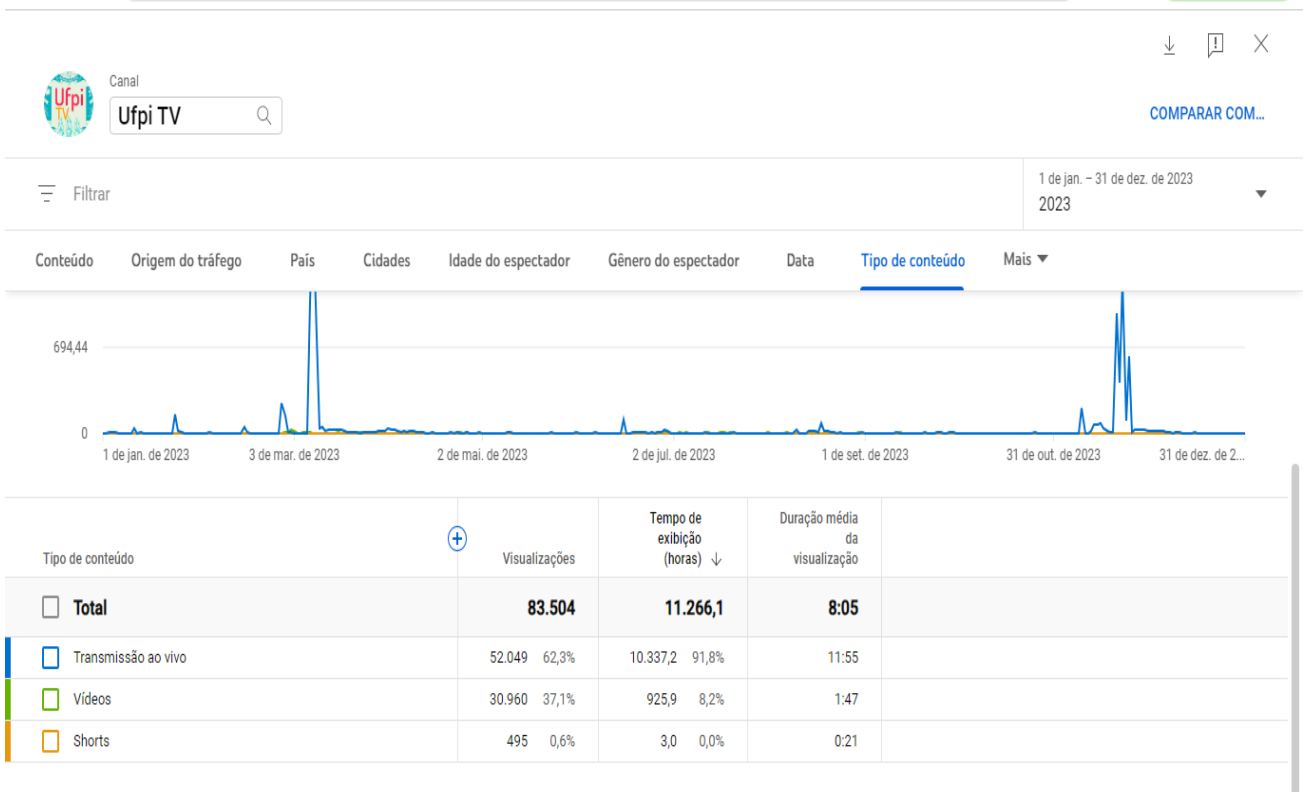 Canal
Ufpi TV
Ufpi TV
COMPARAR COM...
Filtrar
1 de jan. – 31 de dez. de 2023
2023
Conteúdo Origem do tráfego País Cidades Idade do espectador Gênero do espectador Data Tipo de conteúdo Mais
694,44
0
1 de jan. de 2023 3 de mar. de 2023 2 de mai. de 2023 2 de jul. de 2023 1 de set. de 2023 31 de out. de 2023 31 de dez. de 2...
Tipo de conteúdo
Visualizações
Tempo de
exibição
(horas)
Duração média
da
visualização
Total 83.504 11.266,1 8:05
Transmissão ao vivo 52.049 62,3% 10.337,2 91,8% 11:55
Vídeos 30.960 37,1% 925,9 8,2% 1:47
Shorts 495 0,6% 3,0 0,0% 0:21